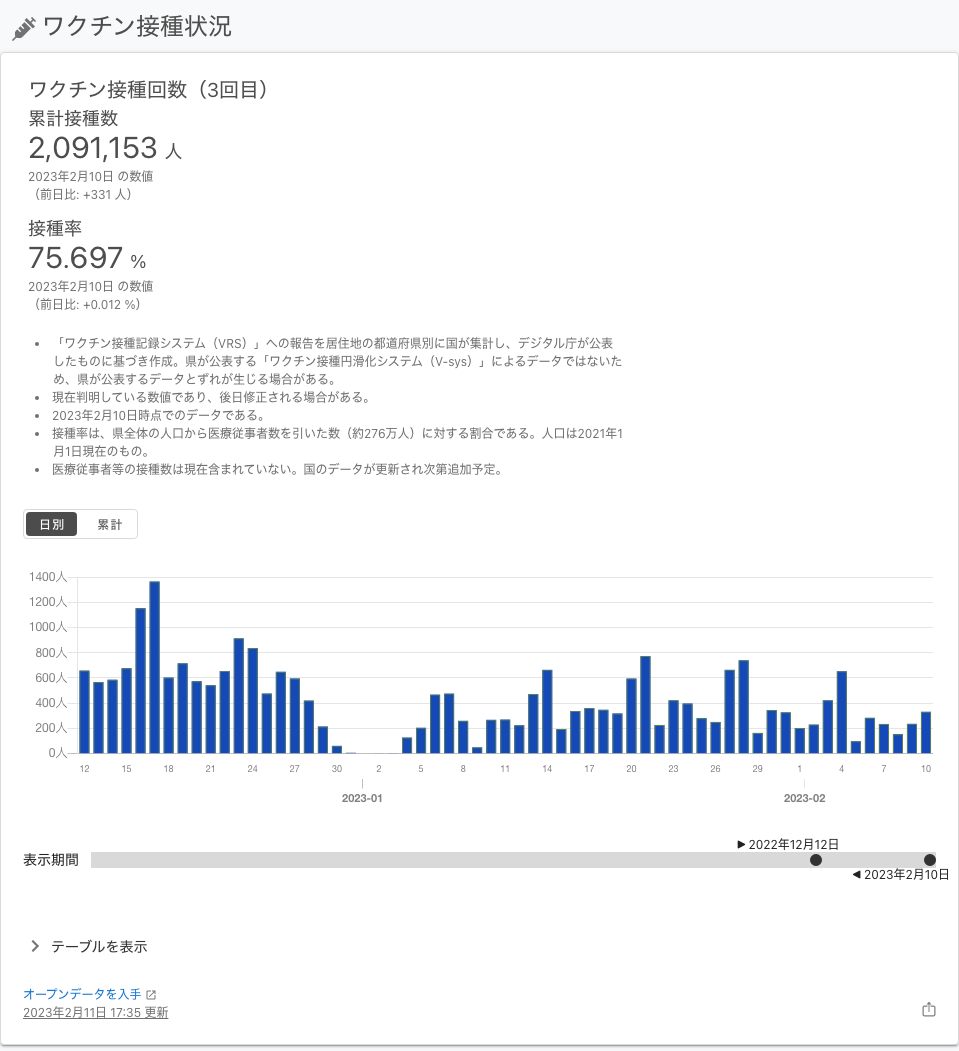 ワクチン接種状況
ワクチン接種回数（3回目）
累計接種数
2,091,153 人
2023年2月10日 の数値
（前日比: +331 人）
接種率
75.697 %
2023年2月10日 の数値
（前日比: +0.012 %）
• 「ワクチン接種記録システム（VRS）」への報告を居住地の都道府県別に国が集計し、デジタル庁が公表
したものに基づき作成。県が公表する「ワクチン接種円滑化システム（V-sys）」によるデータではないた
め、県が公表するデータとずれが生じる場合がある。
• 現在判明している数値であり、後日修正される場合がある。
• 2023年2月10日時点でのデータである。
• 接種率は、県全体の人口から医療従事者数を引いた数（約276万人）に対する割合である。人口は2021年1
月1日現在のもの。
• 医療従事者等の接種数は現在含まれていない。国のデータが更新され次第追加予定。
日別 累計
1400人
1200人
1000人
800人
600人
400人
200人
0人
12 15 18 21 24 27 30 2 5 8 11 14 17 20 23 26 29 1 4 7 10
2023-01 2023-02
▶ 2022年12月12日
表示期間
◀ 2023年2月10日
テーブルを表示
オープンデータを入手
2023年2月11日 17:35 更新